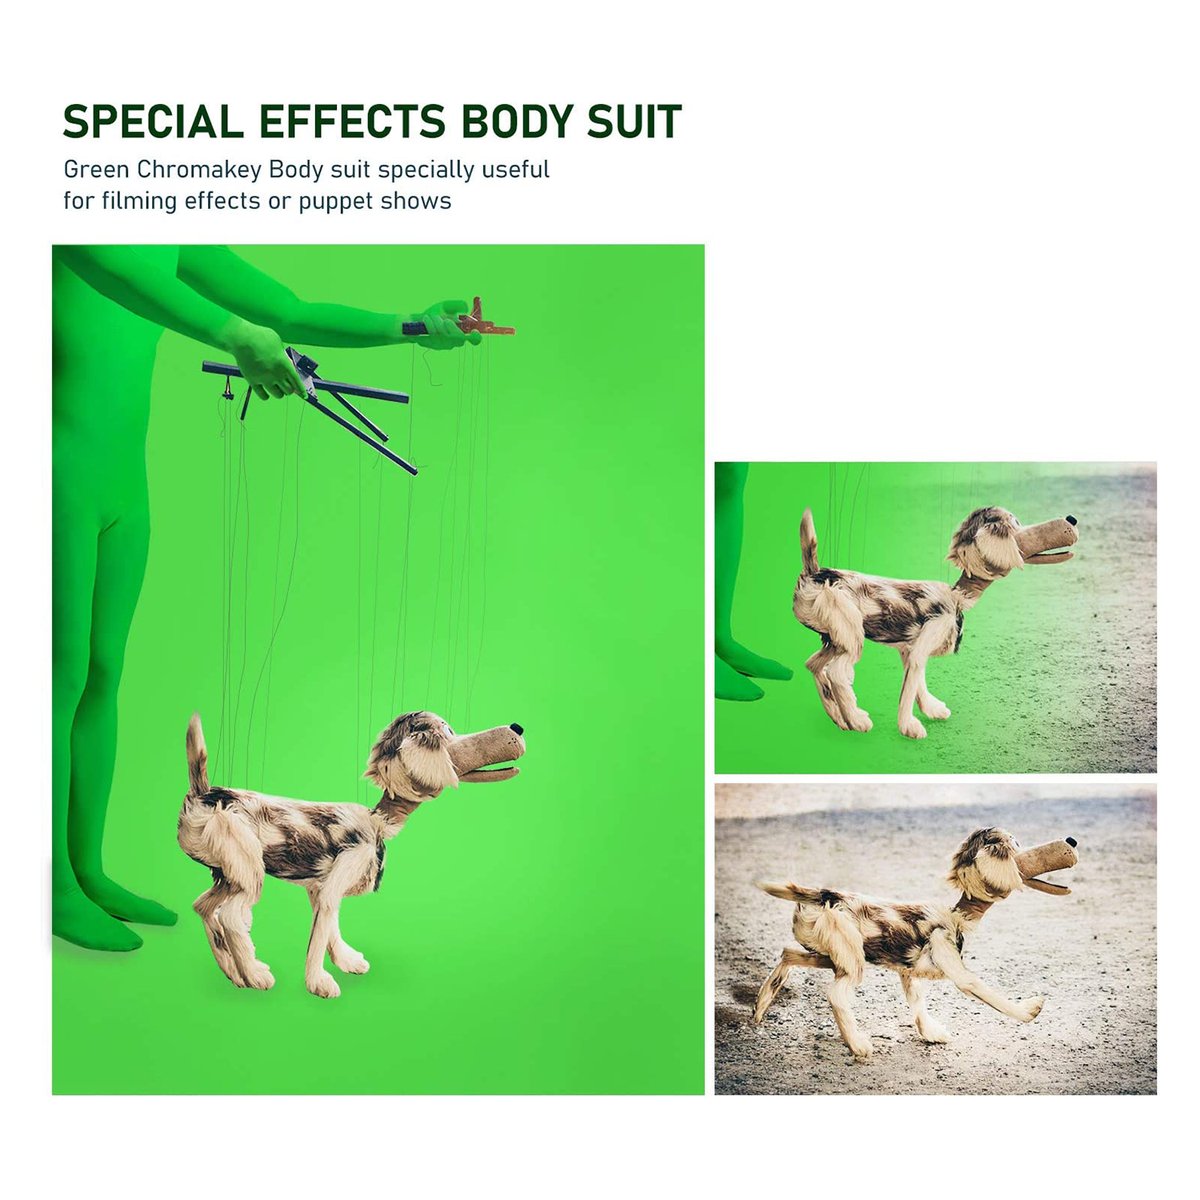 SPECIAL EFFECTS BODY SUIT
Green Chromakey Body suit specially useful
for filming effects or puppet shows